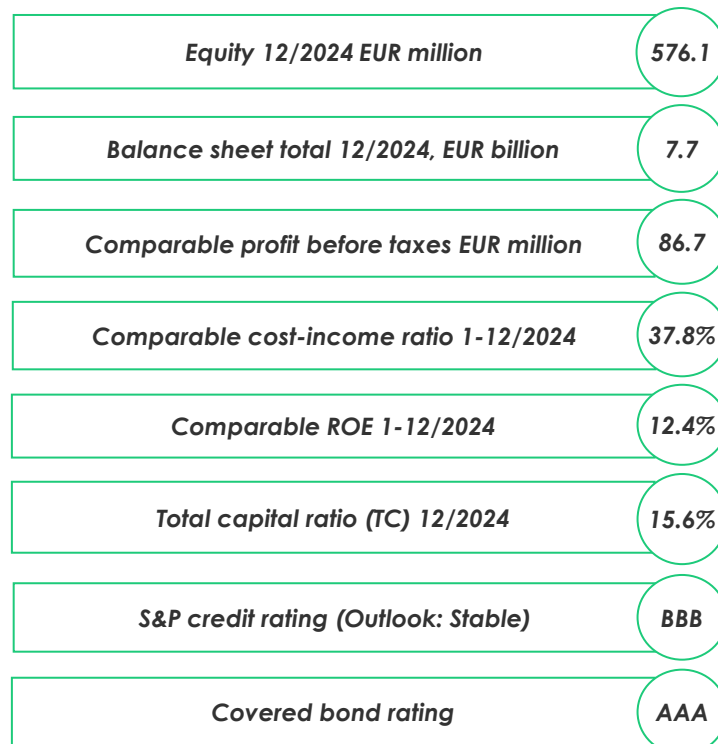 Equity 12/2024 EUR million 576.1
Balance sheet total 12/2024, EUR billion 7.7
Comparable profit before taxes EUR million 86.7
Comparable cost-income ratio 1-12/2024 37.8%
Comparable ROE 1-12/2024 12.4%
Total capital ratio (TC) 12/2024 15.6%
S&P credit rating (Outlook: Stable) BBB
Covered bond rating AAA